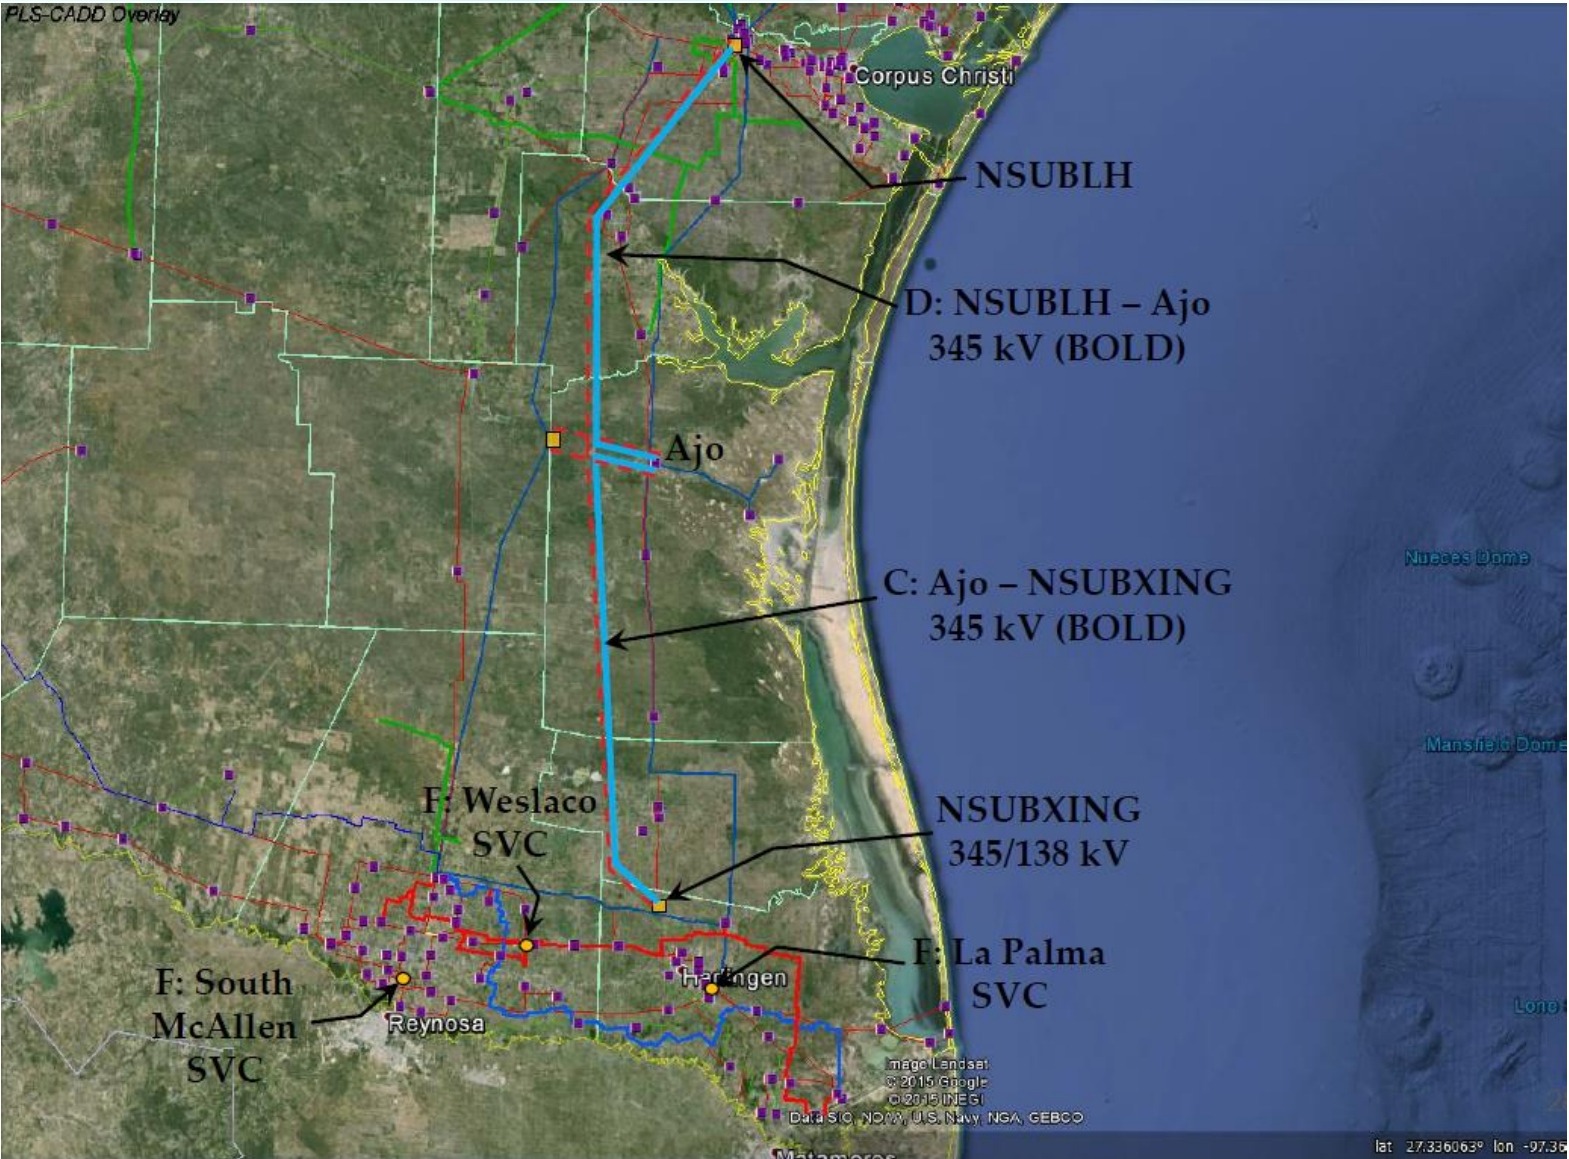 PLS-CADD Overlay
Corpus Christi
NSUBLH
D: NSUBLH – Ajo
345 kV (BOLD)
Ajo
Nueces Dome
C: Ajo – NSUBXING
345 kV (BOLD)
Mansfield Dome
F: Weslaco
SVC
NSUBXING
345/138 kV
F: La Palma
SVC
Harlingen
F: South
McAllen
SVC
Reynosa
Lone
Image Landsat
© 2015 Google
© 2015 INEGI
Data SIO, NOAA, U.S. Navy, NGA, GEBCO
lat 27.336063° lon -97.36
Matamoros